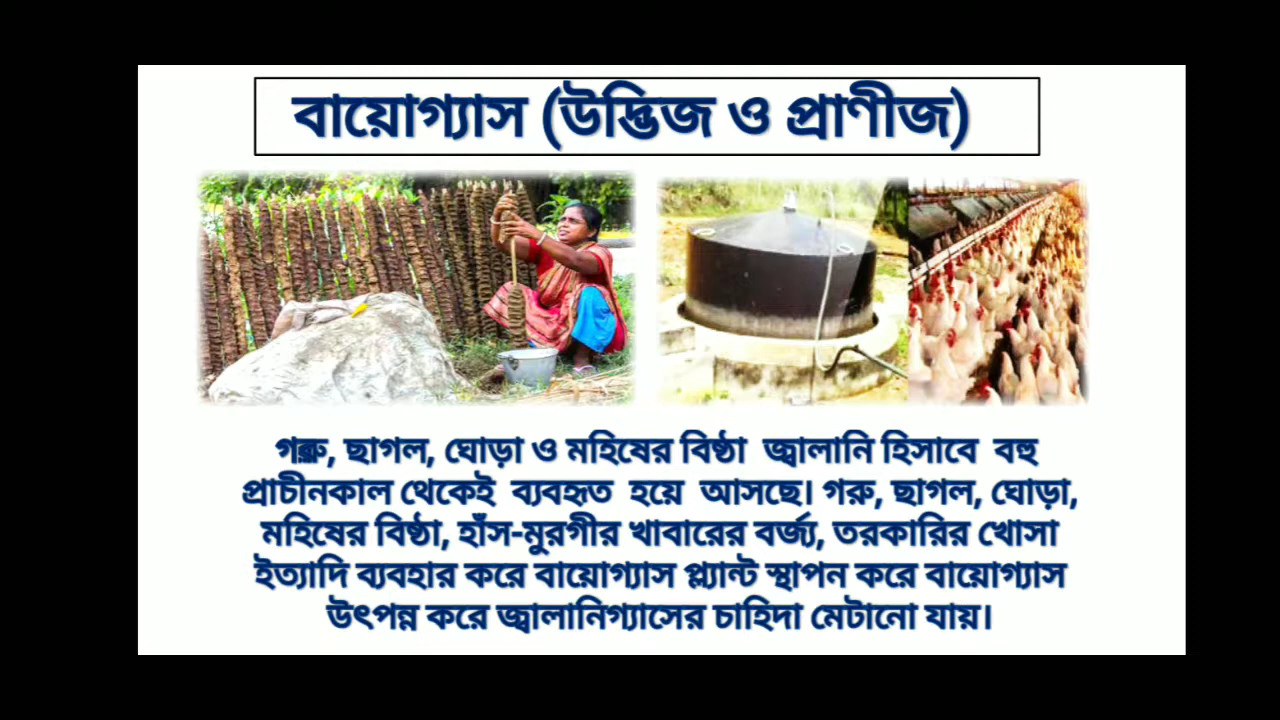 বায়োগ্যাস (উদ্ভিজ ও প্রাণীজ)
গরু, ছাগল, ঘোড়া ও মহিষের বিষ্ঠা জ্বালানি হিসাবে বহু
প্রাচীনকাল থেকেই ব্যবহৃত হয়ে আসছে। গরু, ছাগল, ঘোড়া,
মহিষের বিষ্ঠা, হাঁস-মুরগীর খাবারের বর্জ্য, তরকারির খোসা
ইত্যাদি ব্যবহার করে বায়োগ্যাস প্ল্যান্ট স্থাপন করে বায়োগ্যাস
উৎপন্ন করে জ্বালানিগ্যাসের চাহিদা মেটানো যায়।